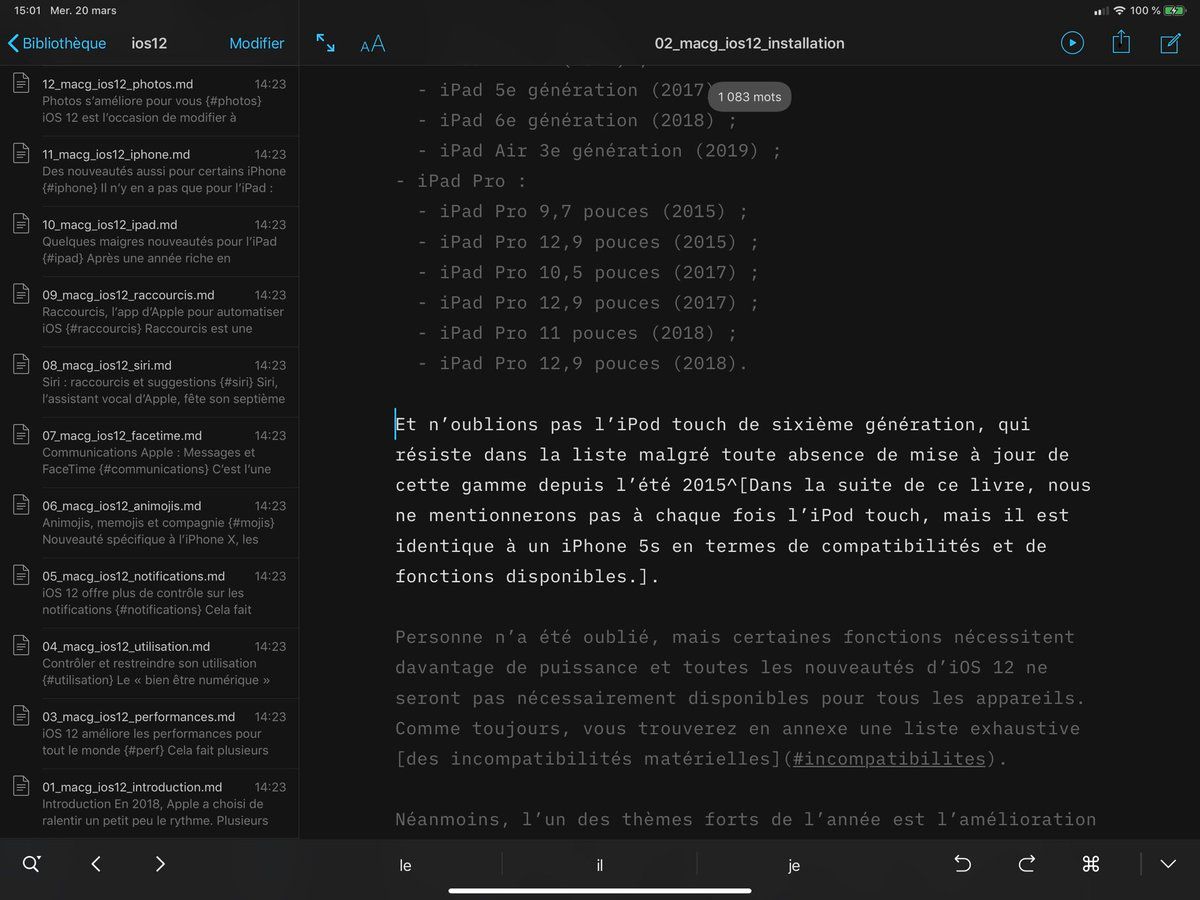 15:01 Mer. 20 mars
100 %
Bibliothèque
ios12
Modifier
AA
02_macg_ios12_installation
12_macg_ios12_photos.md 14:23
Photos s’améliore pour vous {#photos}
iOS 12 est l’occasion de modifier à
11_macg_ios12_iphone.md 14:23
Des nouveautés aussi pour certains iPhone
{#iphone} Il n’y en a pas que pour l’iPad :
10_macg_ios12_ipad.md 14:23
Quelques maigres nouveautés pour l’iPad
{#ipad} Après une année riche en
09_macg_ios12_raccourcis.md 14:23
Raccourcis, l’app d’Apple pour automatiser
iOS {#raccourcis} Raccourcis est une
08_macg_ios12_siri.md 14:23
Siri : raccourcis et suggestions {#siri} Siri,
l’assistant vocal d’Apple, fête son septième
07_macg_ios12_facetime.md 14:23
Communications Apple : Messages et
FaceTime {#communications} C’est l’une
06_macg_ios12_animojis.md 14:23
Animojis, memojis et compagnie {#mojis}
Nouveauté spécifique à l’iPhone X, les
05_macg_ios12_notifications.md 14:23
iOS 12 offre plus de contrôle sur les
notifications {#notifications} Cela fait
04_macg_ios12_utilisation.md 14:23
Contrôler et restreindre son utilisation
{#utilisation} Le « bien être numérique »
03_macg_ios12_performances.md 14:23
iOS 12 améliore les performances pour
tout le monde {#perf} Cela fait plusieurs
01_macg_ios12_introduction.md 14:23
Introduction En 2018, Apple a choisi de
ralentir un petit peu le rythme. Plusieurs
- iPad 5e génération (2017)
1 083 mots
- iPad 6e génération (2018) ;
- iPad Air 3e génération (2019) ;
- iPad Pro :
- iPad Pro 9,7 pouces (2015) ;
- iPad Pro 12,9 pouces (2015) ;
- iPad Pro 10,5 pouces (2017) ;
- iPad Pro 12,9 pouces (2017) ;
- iPad Pro 11 pouces (2018) ;
- iPad Pro 12,9 pouces (2018).
Et n’oublions pas l’iPod touch de sixième génération, qui
résiste dans la liste malgré toute absence de mise à jour de
cette gamme depuis l’été 2015^[Dans la suite de ce livre, nous
ne mentionnerons pas à chaque fois l’iPod touch, mais il est
identique à un iPhone 5s en termes de compatibilités et de
fonctions disponibles.].
Personne n’a été oublié, mais certaines fonctions nécessitent
davantage de puissance et toutes les nouveautés d’iOS 12 ne
seront pas nécessairement disponibles pour tous les appareils.
Comme toujours, vous trouverez en annexe une liste exhaustive
[des incompatibilités matérielles](#incompatibilites).
Néanmoins, l’un des thèmes forts de l’année est l’amélioration
le
il
je